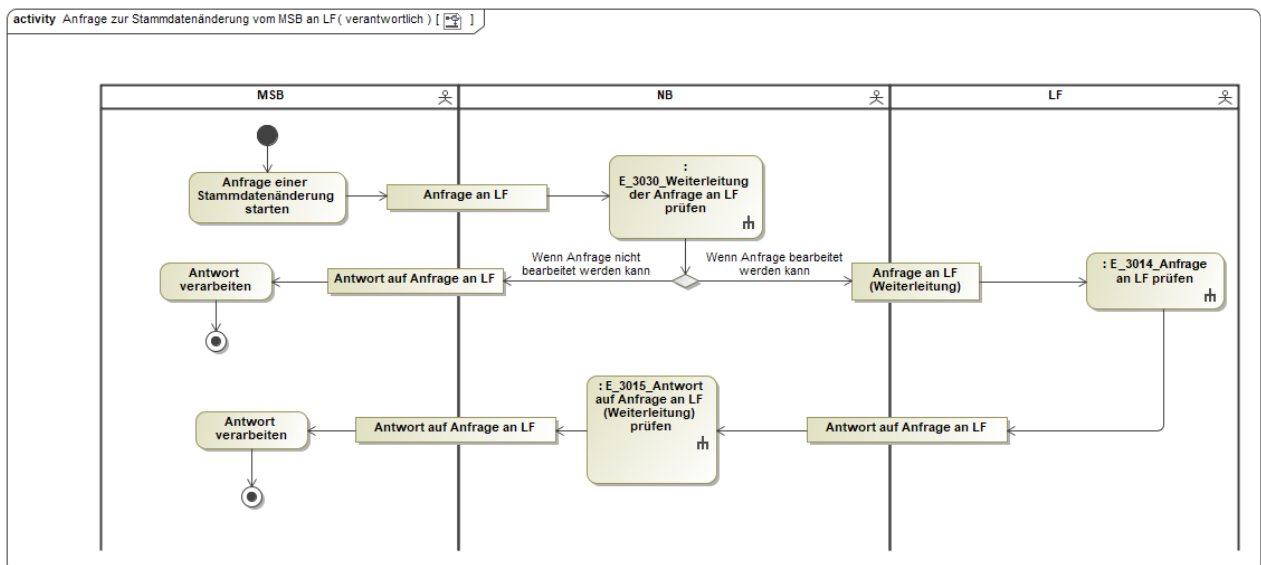 activity Anfrage zur Stammdatenänderung vom MSB an LF( verantwortlich ) [ ]
MSB
NB
LF
Anfrage einer
Stammdatenänderung
starten
Anfrage an LF
:
E_3030_Weiterleitung
der Anfrage an LF
prüfen
Wenn Anfrage nicht
bearbeitet werden kann
Wenn Anfrage bearbeitet
werden kann
Antwort
verarbeiten
Antwort auf Anfrage an LF
Anfrage an LF
(Weiterleitung)
: E_3014_Anfrage
an LF prüfen
: E_3015_Antwort
auf Anfrage an LF
(Weiterleitung)
prüfen
Antwort
verarbeiten
Antwort auf Anfrage an LF
Antwort auf Anfrage an LF